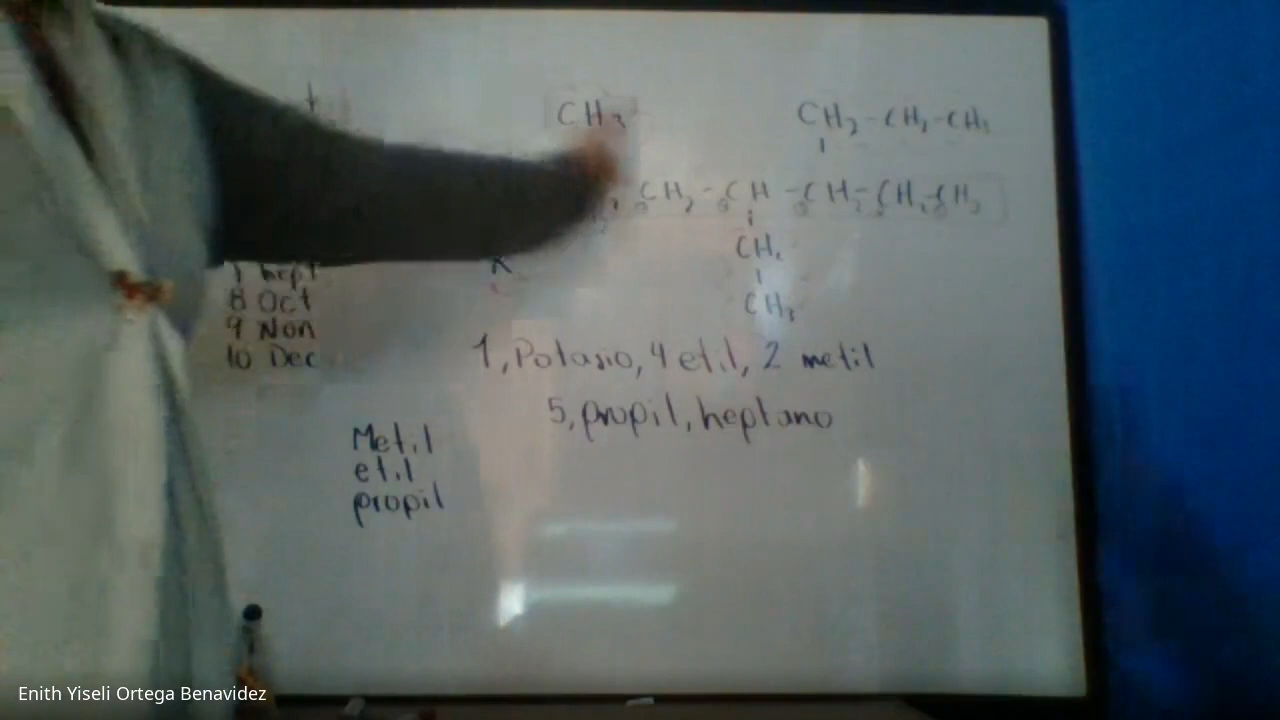 CH3
CH2-CH2-CH3
CH2-CH-CH2-CH2-CH3
CH2
CH3
K
7 hept
8 Oct
9 Non
10 Dec
1, Potasio, 4 etil, 2 metil
5, propil, heptano
Metil
etil
propil
Enith Yiseli Ortega Benavidez